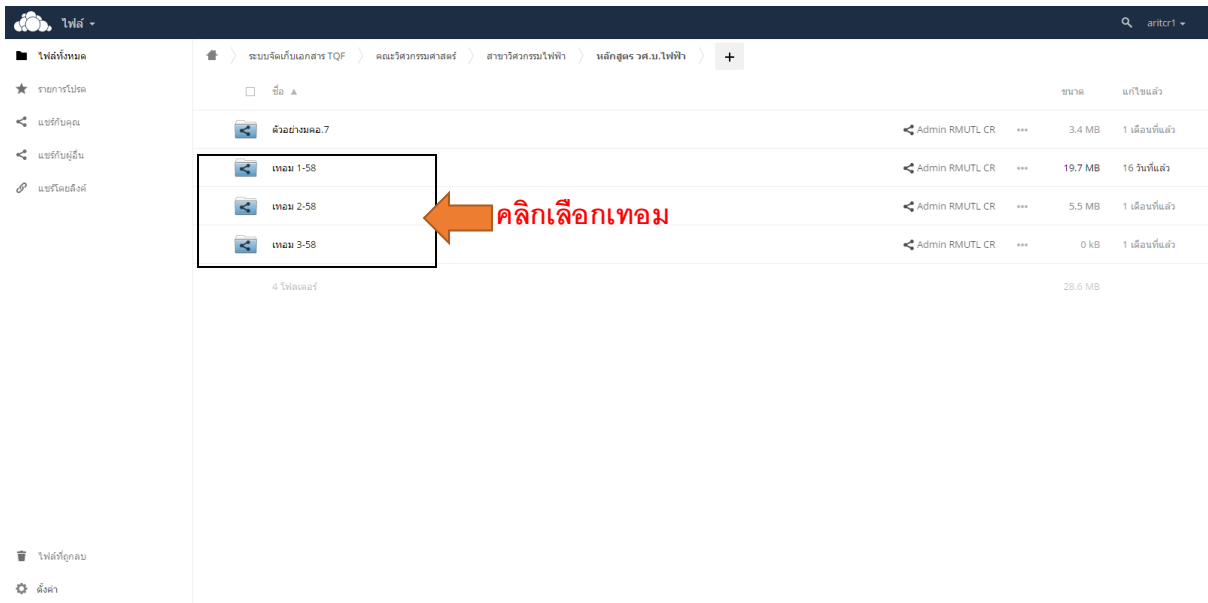 ไฟล์ aritcr1
ไฟล์ทั้งหมด
รายการโปรด
แชร์กับคุณ
แชร์กับผู้อื่น
แชร์โดยลิงค์
ระบบจัดเก็บเอกสาร TQF คณะวิศวกรรมศาสตร์ สาขาวิศวกรรมไฟฟ้า หลักสูตร วศ.บ.ไฟฟ้า +
ชื่อ ขนาด แก้ไขแล้ว
ตัวอย่างมคอ.7 Admin RMUTL CR ••• 3.4 MB 1 เดือนที่แล้ว
เทอม 1-58 Admin RMUTL CR ••• 19.7 MB 16 วันที่แล้ว
เทอม 2-58 Admin RMUTL CR ••• 5.5 MB 1 เดือนที่แล้ว
คลิกเลือกเทอม
เทอม 3-58 Admin RMUTL CR ••• 0 kB 1 เดือนที่แล้ว
4 โฟลเดอร์ 28.6 MB
ไฟล์ที่ถูกลบ
ตั้งค่า